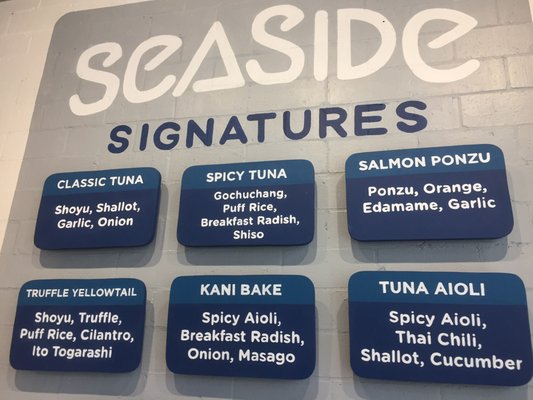 SEASIDE
SIGNATURES
CLASSIC TUNA
Shoyu, Shallot,
Garlic, Onion
SPICY TUNA
Gochuchang,
Puff Rice,
Breakfast Radish,
Shiso
SALMON PONZU
Ponzu, Orange,
Edamame, Garlic
TRUFFLE YELLOWTAIL
Shoyu, Truffle,
Puff Rice, Cilantro,
Ito Togarashi
KANI BAKE
Spicy Aioli,
Breakfast Radish,
Onion, Masago
TUNA AIOLI
Spicy Aioli,
Thai Chili,
Shallot, Cucumber